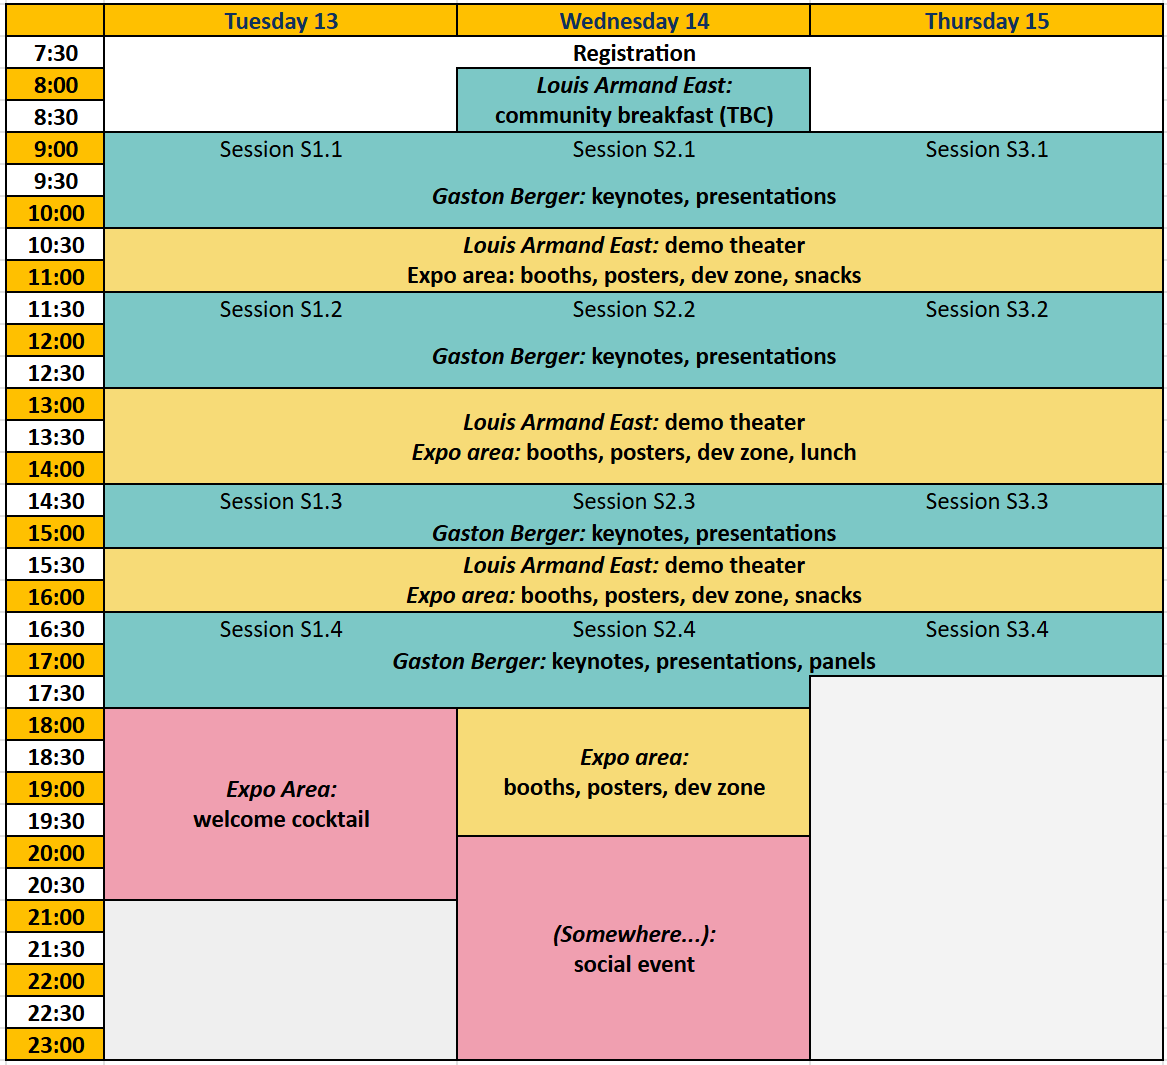 Tuesday 13 Wednesday 14 Thursday 15
7:30 Registration
8:00 Louis Armand East:
8:30 community breakfast (TBC)
9:00 Session S1.1 Session S2.1 Session S3.1
9:30
Gaston Berger: keynotes, presentations
10:00
10:30 Louis Armand East: demo theater
11:00 Expo area: booths, posters, dev zone, snacks
11:30 Session S1.2 Session S2.2 Session S3.2
12:00
Gaston Berger: keynotes, presentations
12:30
13:00
Louis Armand East: demo theater
13:30
Expo area: booths, posters, dev zone, lunch
14:00
14:30 Session S1.3 Session S2.3 Session S3.3
15:00 Gaston Berger: keynotes, presentations
15:30 Louis Armand East: demo theater
16:00 Expo area: booths, posters, dev zone, snacks
16:30 Session S1.4 Session S2.4 Session S3.4
17:00 Gaston Berger: keynotes, presentations, panels
17:30
18:00
18:30 Expo area:
19:00 Expo Area: booths, posters, dev zone
19:30 welcome cocktail
20:00
20:30
21:00
21:30 (Somewhere...):
22:00 social event
22:30
23:00